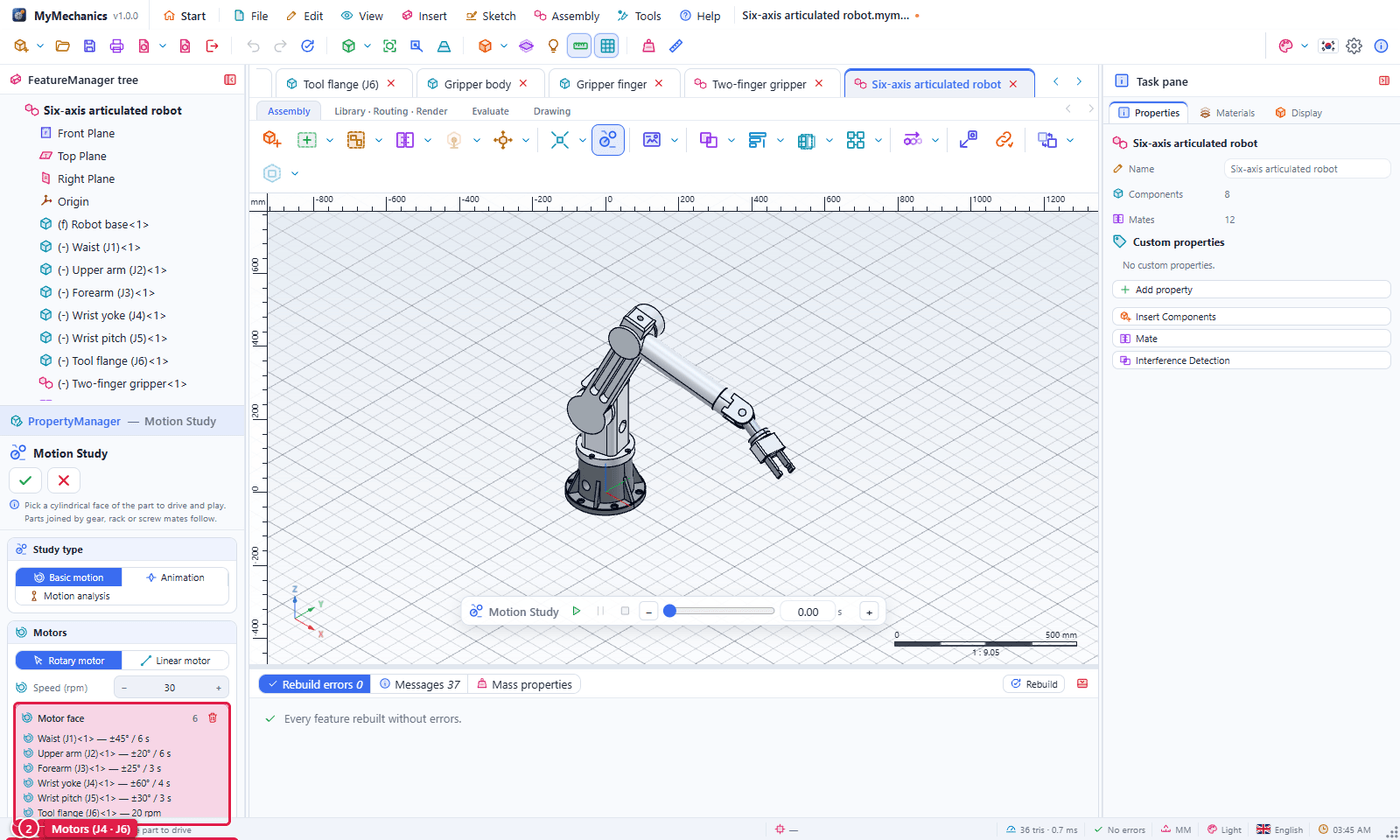 MyMechanics v1.0.0 Start File Edit View Insert Sketch Assembly Tools Help Six-axis articulated robot.mym... •
FeatureManager tree
Six-axis articulated robot
Front Plane
Top Plane
Right Plane
Origin
(f) Robot base<1>
(-) Waist (J1)<1>
(-) Upper arm (J2)<1>
(-) Forearm (J3)<1>
(-) Wrist yoke (J4)<1>
(-) Wrist pitch (J5)<1>
(-) Tool flange (J6)<1>
(-) Two-finger gripper<1>
PropertyManager — Motion Study
Motion Study
Pick a cylindrical face of the part to drive and play.
Parts joined by gear, rack or screw mates follow.
Study type
Basic motion Animation
Motion analysis
Motors
Rotary motor Linear motor
Speed (rpm) − 30 +
Motor face 6
Waist (J1)<1> — ±45° / 6 s
Upper arm (J2)<1> — ±20° / 6 s
Forearm (J3)<1> — ±25° / 3 s
Wrist yoke (J4)<1> — ±60° / 4 s
Wrist pitch (J5)<1> — ±30° / 3 s
Tool flange (J6)<1> — 20 rpm
2 Motors (J4 - J6) part to drive
Tool flange (J6) Gripper body Gripper finger Two-finger gripper Six-axis articulated robot
Assembly Library · Routing · Render Evaluate Drawing
mm -800 -600 -400 -200 0 200 400 600 800 1000 1200
600
400
200
0
-200
-400
Z
Y
X
Motion Study − 0.00 s +
0 500 mm
1 : 9.05
Rebuild errors 0 Messages 37 Mass properties Rebuild
Every feature rebuilt without errors.
Task pane
Properties Materials Display
Six-axis articulated robot
Name Six-axis articulated robot
Components 8
Mates 12
Custom properties
No custom properties.
Add property
Insert Components
Mate
Interference Detection
— 36 tris · 0.7 ms No errors MM Light English 03:45 AM